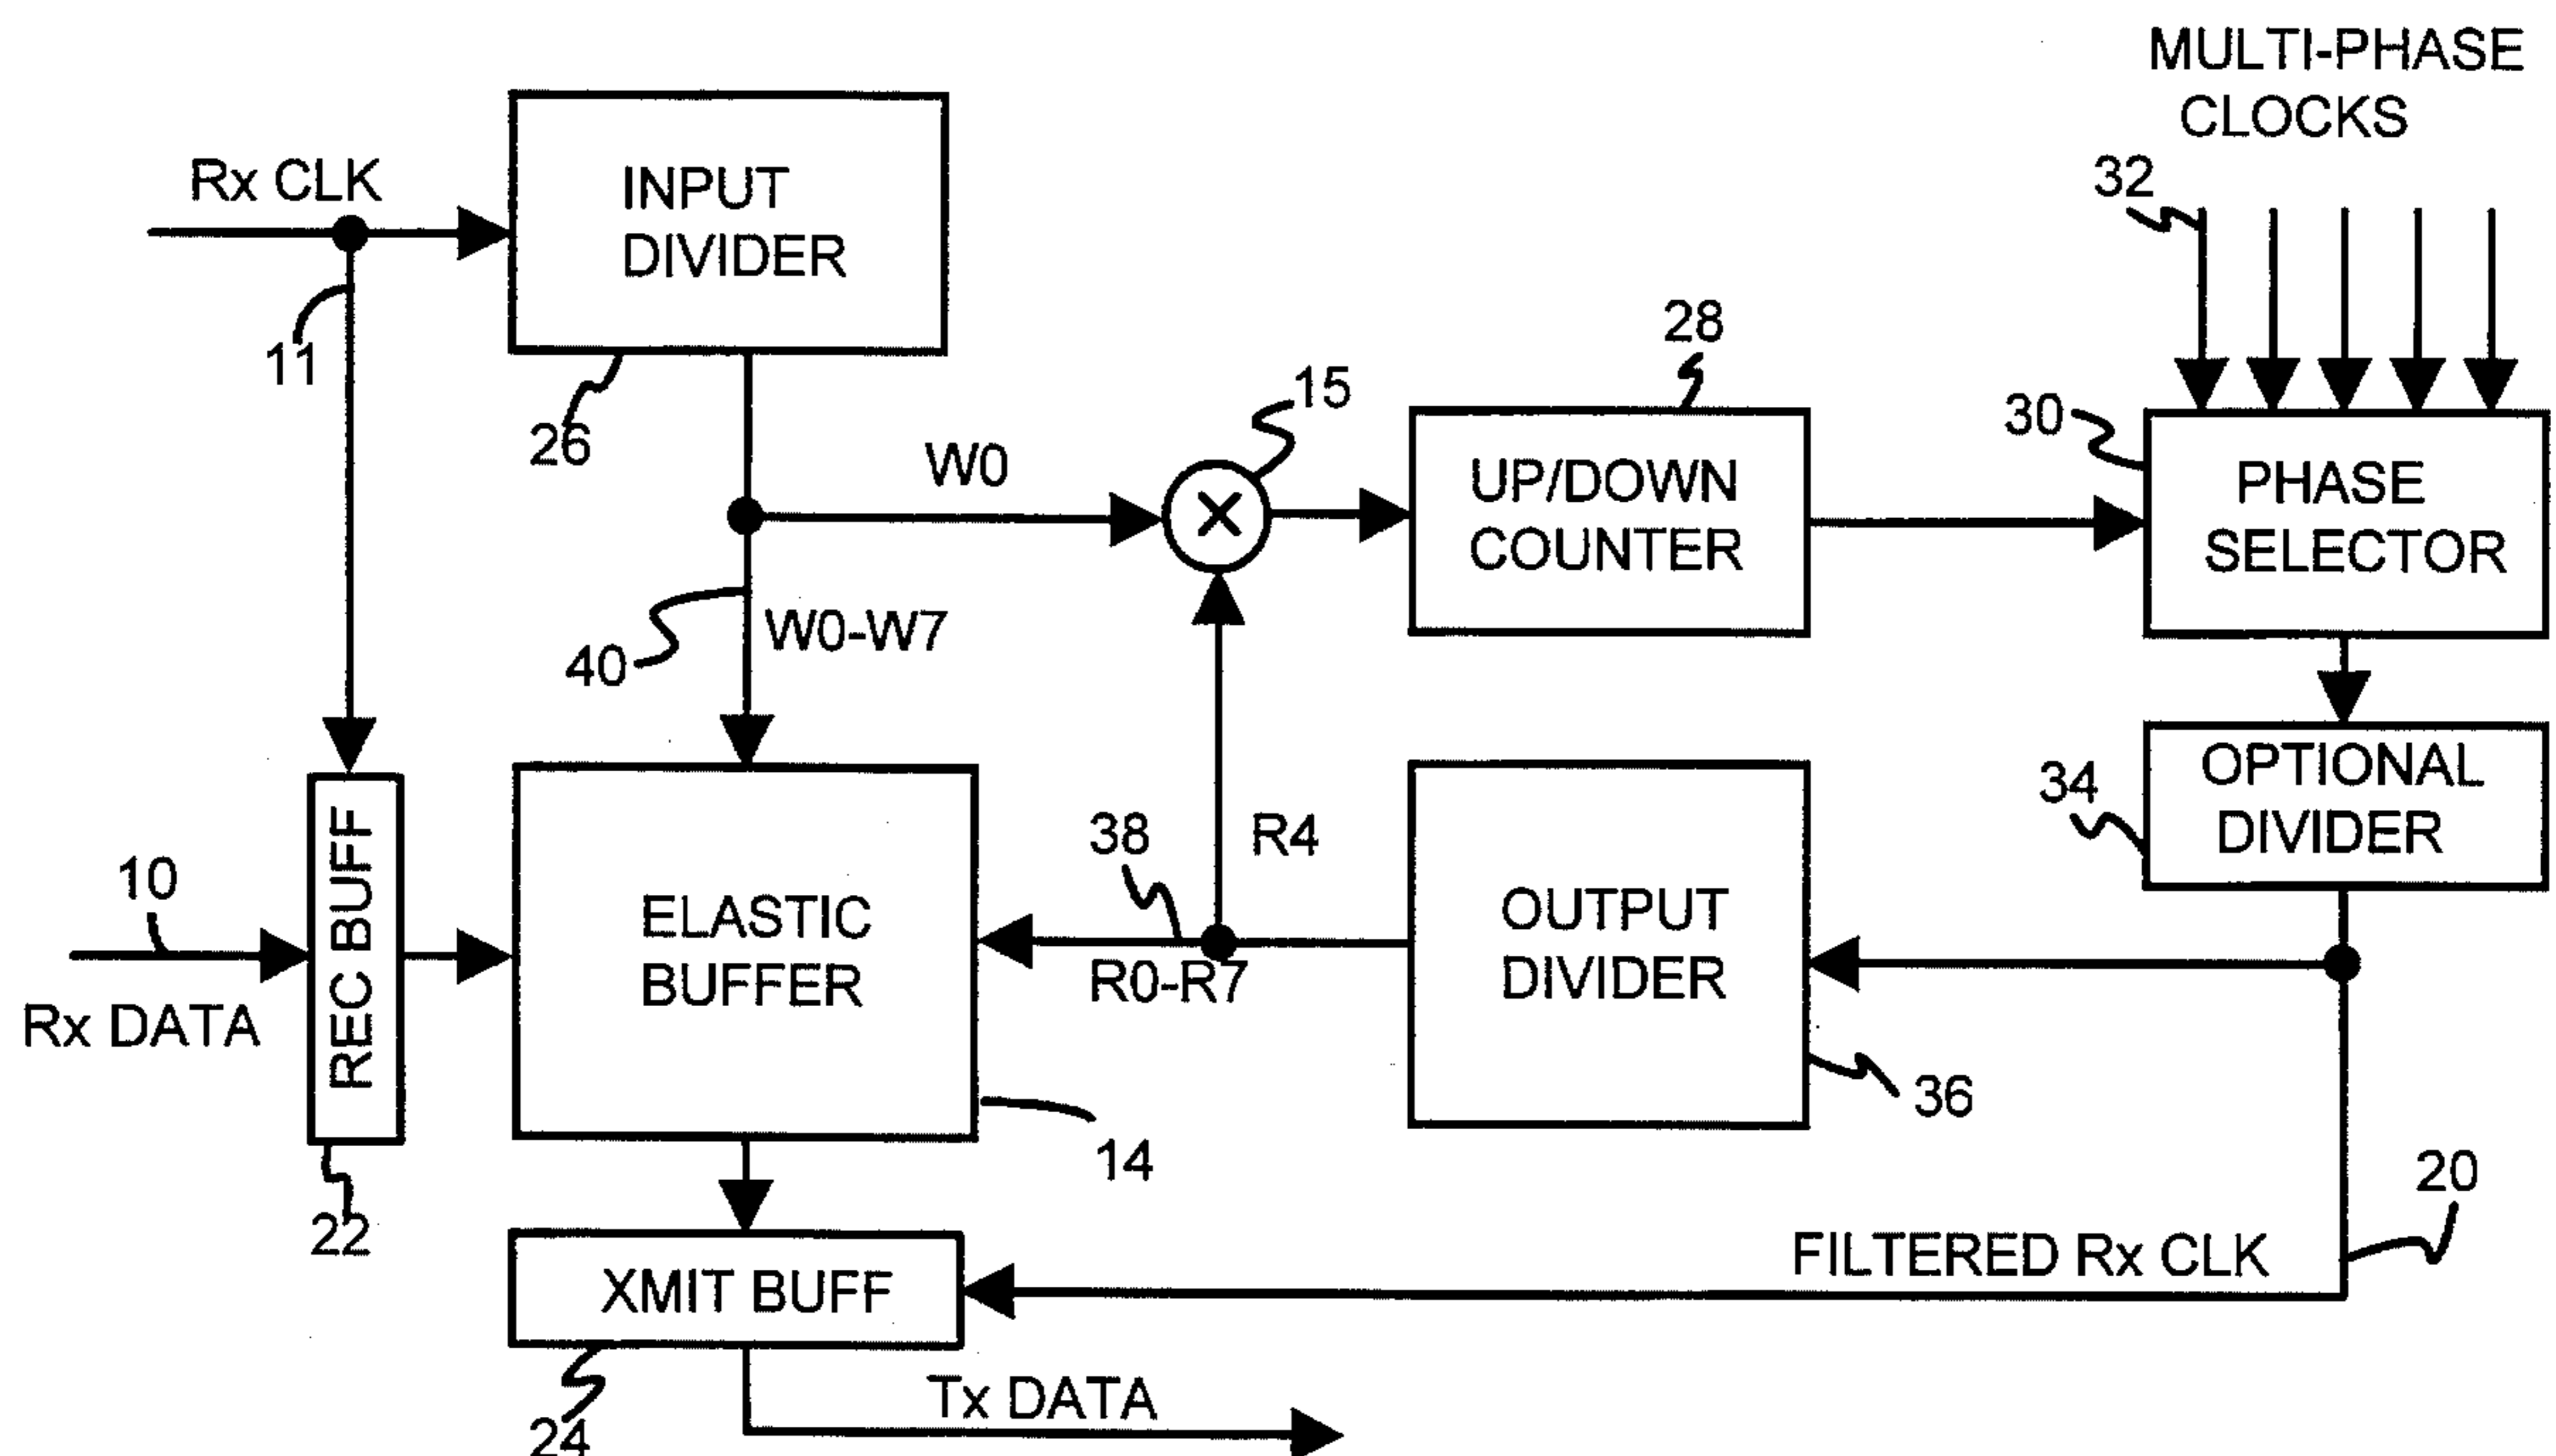 MULTI-PHASE
CLOCKS
32
Rx CLK
11
INPUT
DIVIDER
26
W0
15
28
UP/DOWN
COUNTER
30
PHASE
SELECTOR
40
W0-W7
OPTIONAL
DIVIDER
34
10
Rx DATA
REC BUFF
22
ELASTIC
BUFFER
14
38
R4
R0-R7
OUTPUT
DIVIDER
36
20
FILTERED Rx CLK
XMIT BUFF
24
Tx DATA